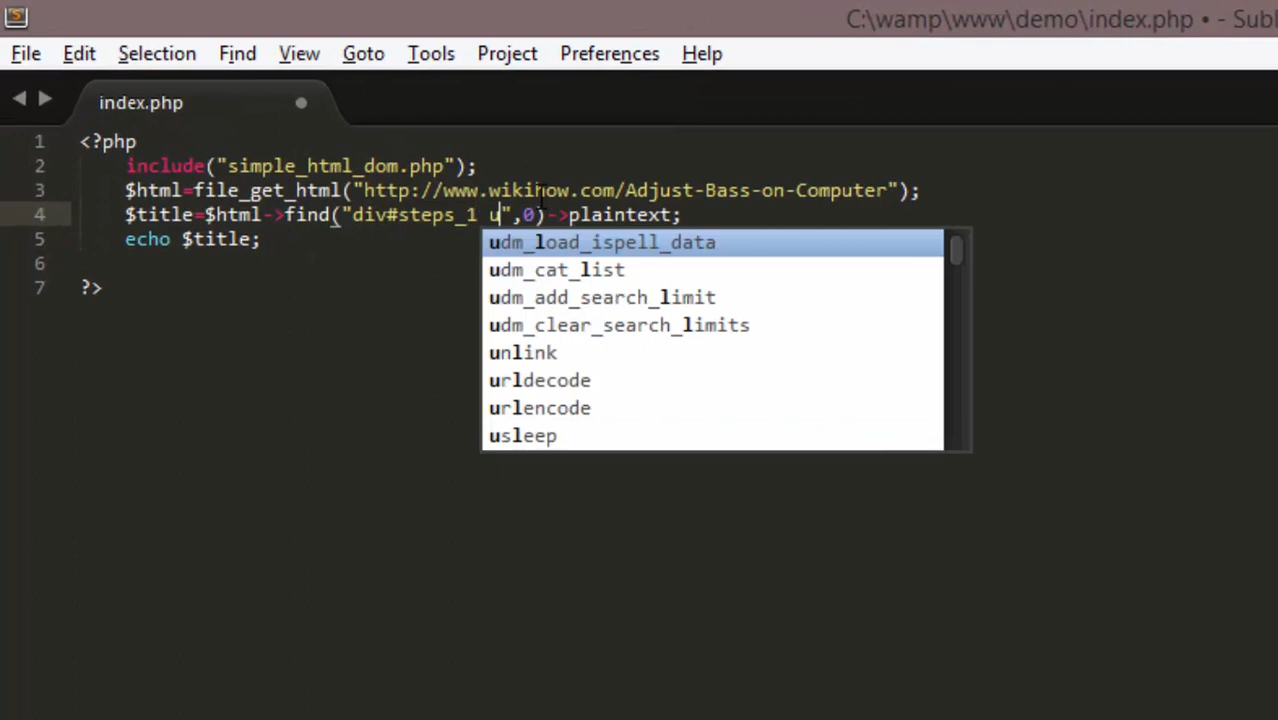 C:\wamp\www\demo\index.php • - Subl
File Edit Selection Find View Goto Tools Project Preferences Help
index.php
1 <?php
2 include("simple_html_dom.php");
3 $html=file_get_html("http://www.wikihow.com/Adjust-Bass-on-Computer");
4 $title=$html->find("div#steps_1 u",0)->plaintext;
5 echo $title;
6
7 ?>
udm_load_ispell_data
udm_cat_list
udm_add_search_limit
udm_clear_search_limits
unlink
urldecode
urlencode
usleep